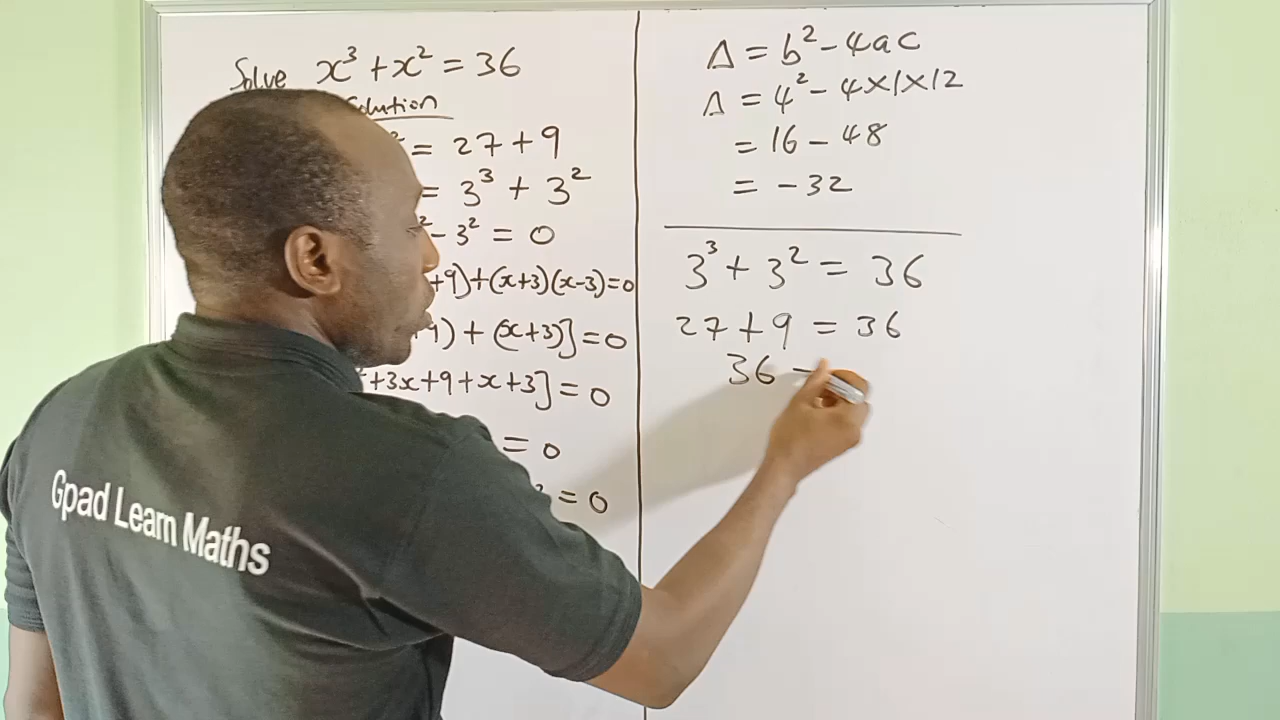 Solve x³ + x² = 36
Solution
= 27 + 9
= 3³ + 3²
² - 3² = 0
+9) + (x+3)(x-3) = 0
+9) + (x+3)] = 0
+3x+9+x+3] = 0
= 0
= 0
Δ = b² - 4ac
Δ = 4² - 4×1×12
= 16 - 48
= -32
3³ + 3² = 36
27 + 9 = 36
36 -
Gpad Learn Maths